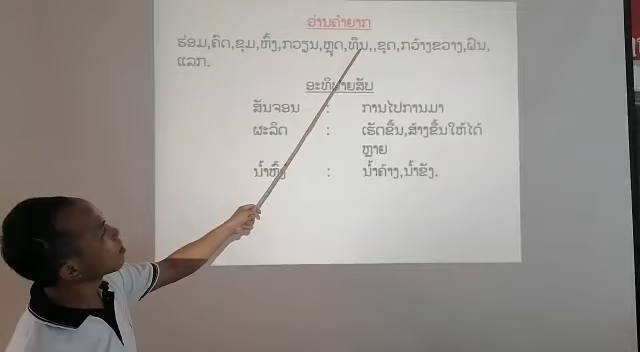 ອ່ານຄຳຍາກ
ຮ່ອມ,ຄົດ,ຂຸມ,ຫົ້ງ,ກວຽນ,ຫຼຸດ,ທຶນ,,ຂຸດ,ກວ້າງຂວາງ,ຝົນ,
ແລກ.
ອະທິບາຍສັບ
ສັນຈອນ : ການໄປການມາ
ຜະລິດ : ເຮັດຂຶ້ນ,ສ້າງຂຶ້ນໃຫ້ໄດ້
ຫຼາຍ
ນ້ຳຫົ້ງ : ນ້ຳຄ້າງ,ນ້ຳຂັງ.